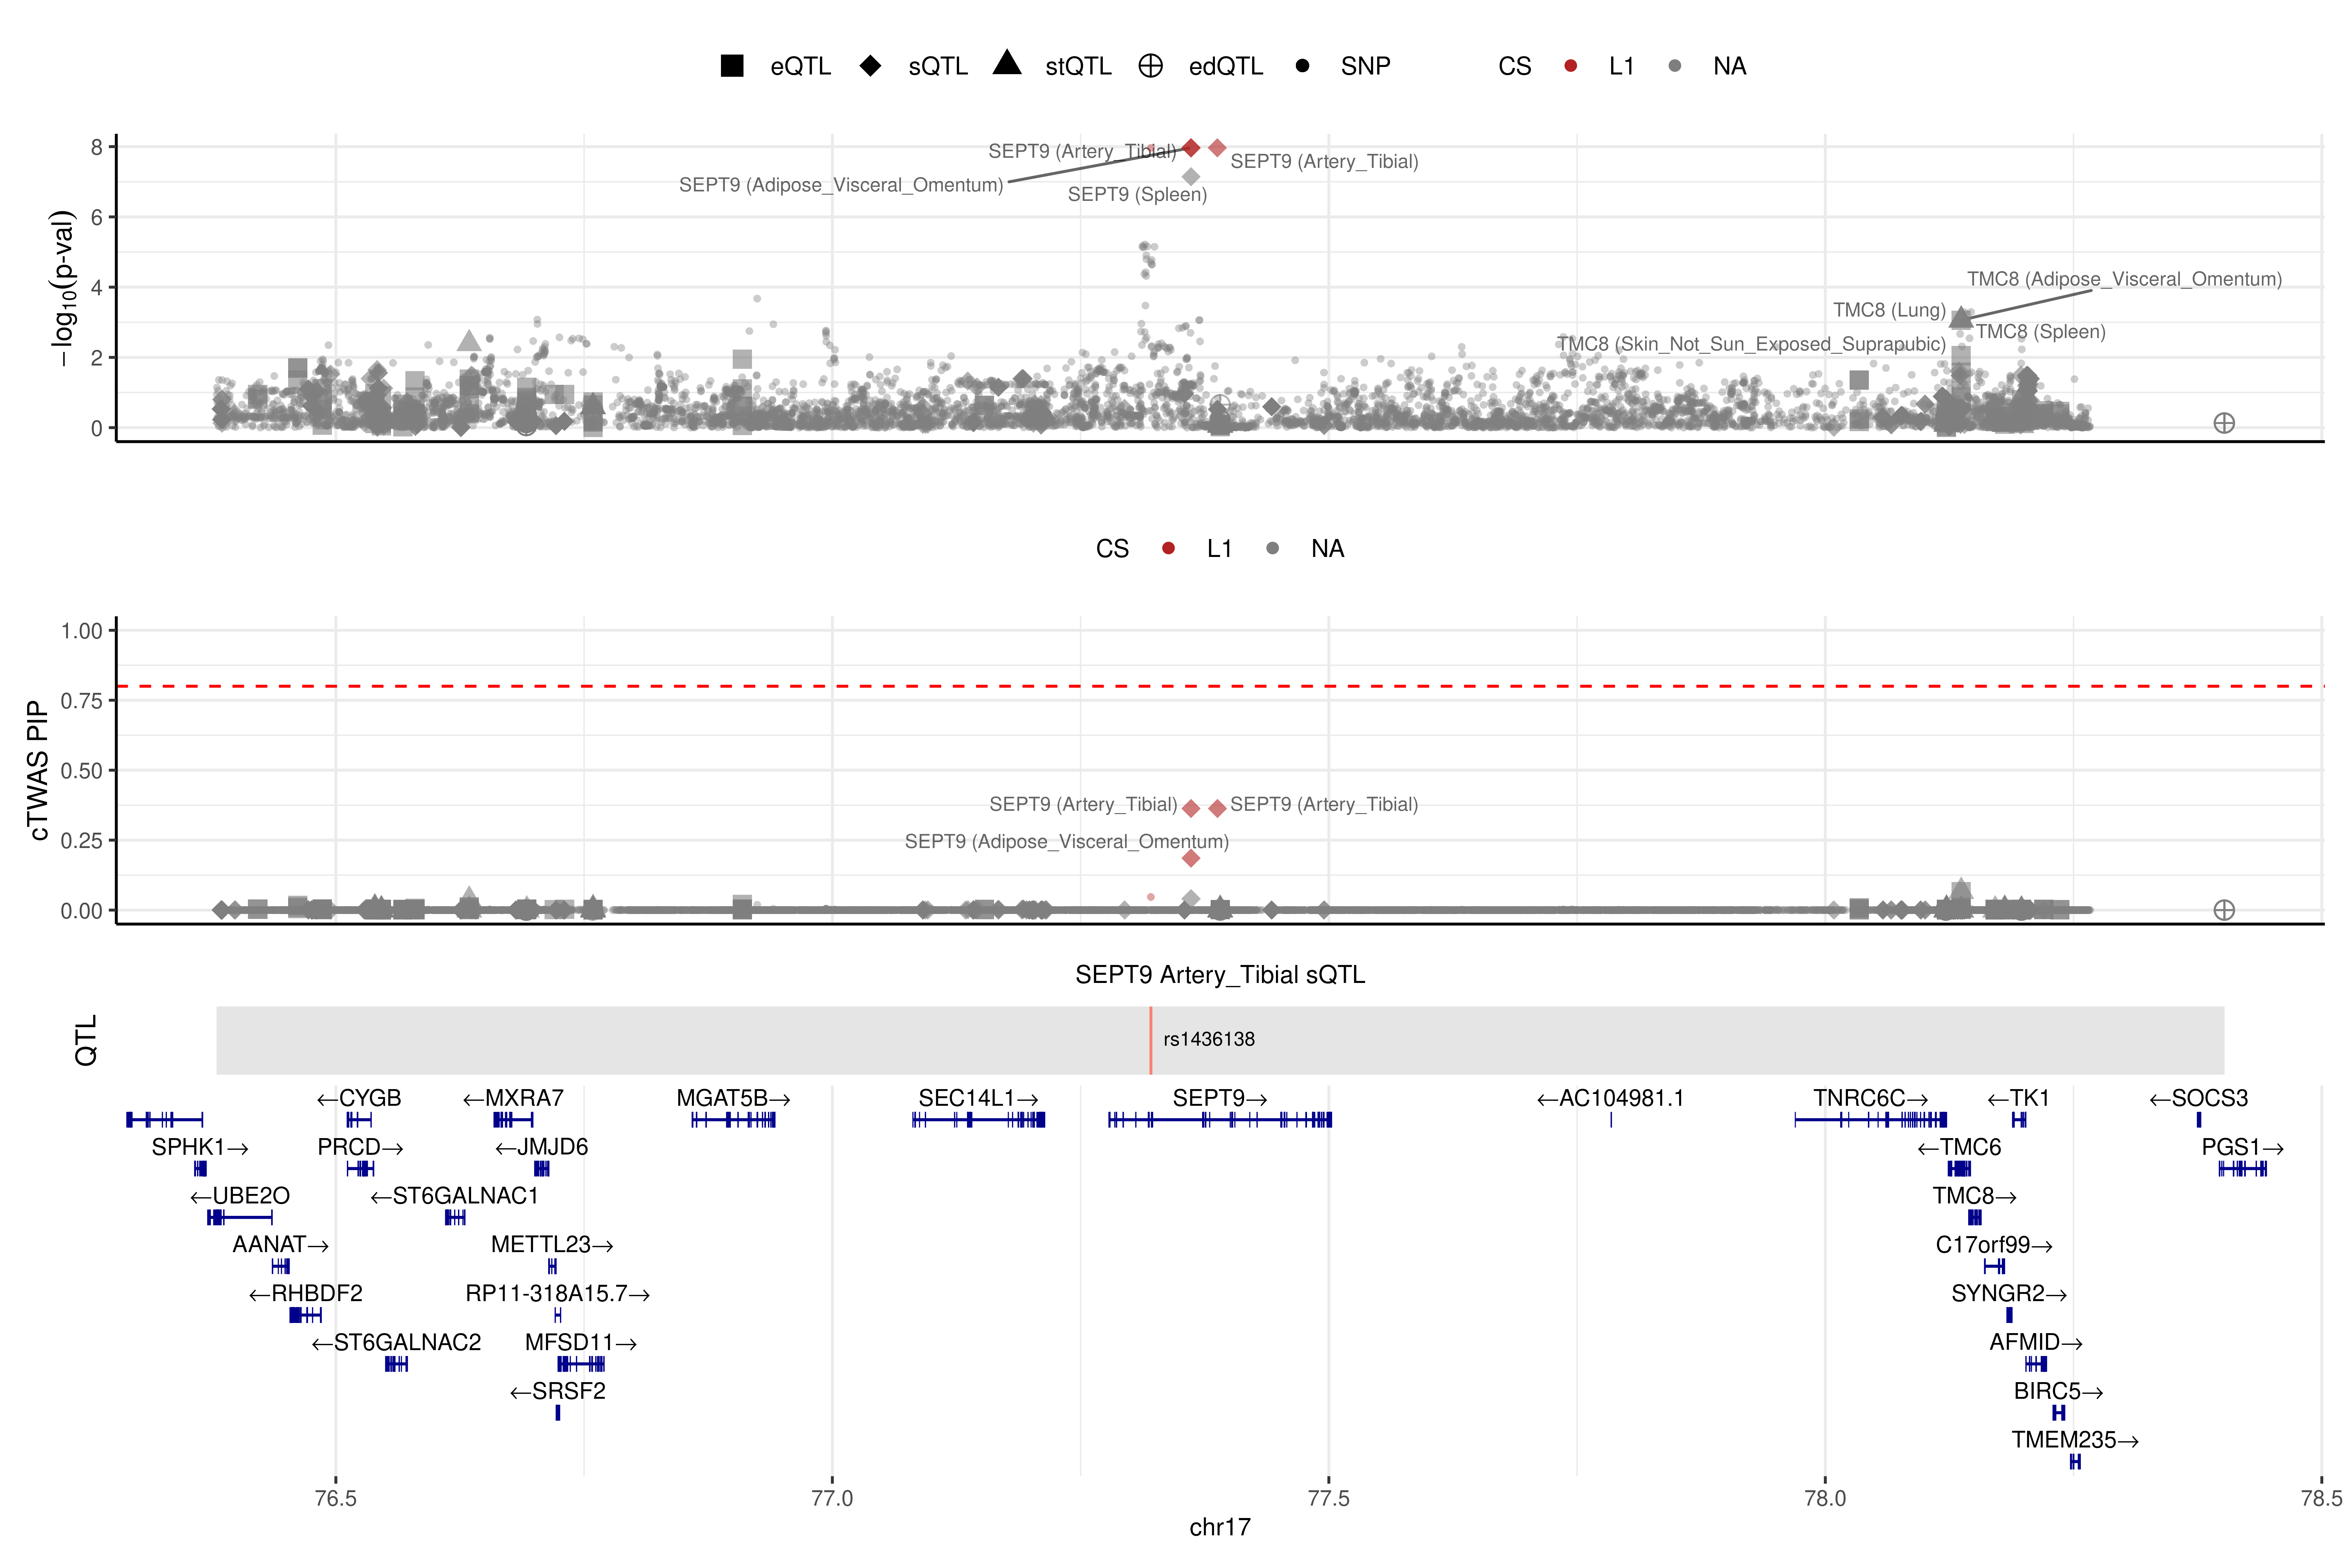 eQTL sQTL stQTL edQTL SNP CS L1 NA
−log10(p-val)
8
6
4
2
0
SEPT9 (Artery_Tibial)
SEPT9 (Artery_Tibial)
SEPT9 (Adipose_Visceral_Omentum)
SEPT9 (Spleen)
TMC8 (Adipose_Visceral_Omentum)
TMC8 (Lung)
TMC8 (Spleen)
TMC8 (Skin_Not_Sun_Exposed_Suprapubic)
CS L1 NA
cTWAS PIP
1.00
0.75
0.50
0.25
0.00
SEPT9 (Artery_Tibial)
SEPT9 (Artery_Tibial)
SEPT9 (Adipose_Visceral_Omentum)
SEPT9 Artery_Tibial sQTL
QTL
rs1436138
←CYGB ←MXRA7 MGAT5B→ SEC14L1→ SEPT9→ ←AC104981.1 TNRC6C→ ←TK1 ←SOCS3
SPHK1→ PRCD→ ←JMJD6 ←TMC6 PGS1→
←UBE2O ←ST6GALNAC1 TMC8→
AANAT→ METTL23→ C17orf99→
←RHBDF2 RP11-318A15.7→ SYNGR2→
←ST6GALNAC2 MFSD11→ AFMID→
←SRSF2 BIRC5→
TMEM235→
76.5 77.0 77.5 78.0 78.5
chr17